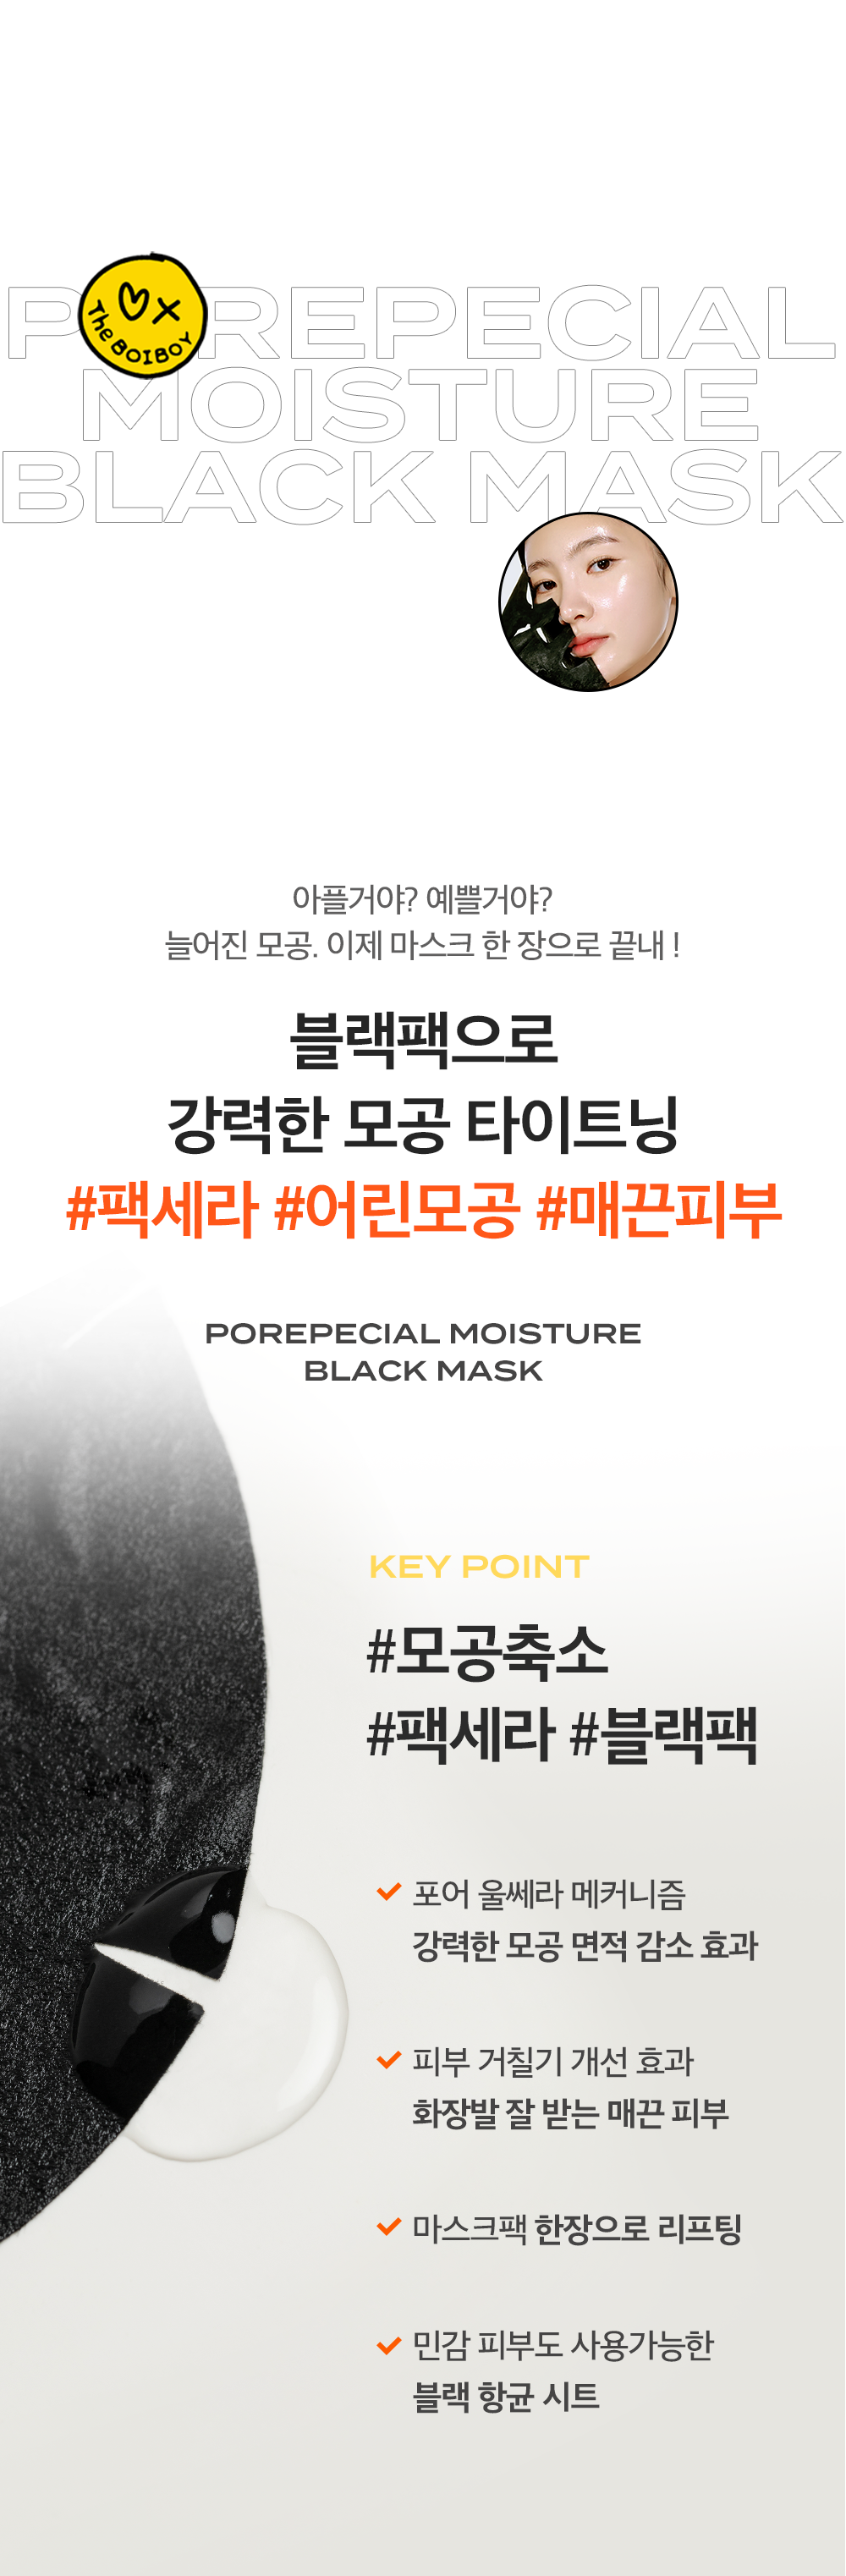 POREPECIAL
MOISTURE
BLACK MASK
The BOIBOY
아플거야? 예쁠거야?
늘어진 모공. 이제 마스크 한 장으로 끝내 !
블랙팩으로
강력한 모공 타이트닝
#팩세라 #어린모공 #매끈피부
POREPECIAL MOISTURE
BLACK MASK
KEY POINT
#모공축소
#팩세라 #블랙팩
포어 울쎄라 메커니즘
강력한 모공 면적 감소 효과
피부 거칠기 개선 효과
화장발 잘 받는 매끈 피부
마스크팩 한장으로 리프팅
민감 피부도 사용가능한
블랙 항균 시트